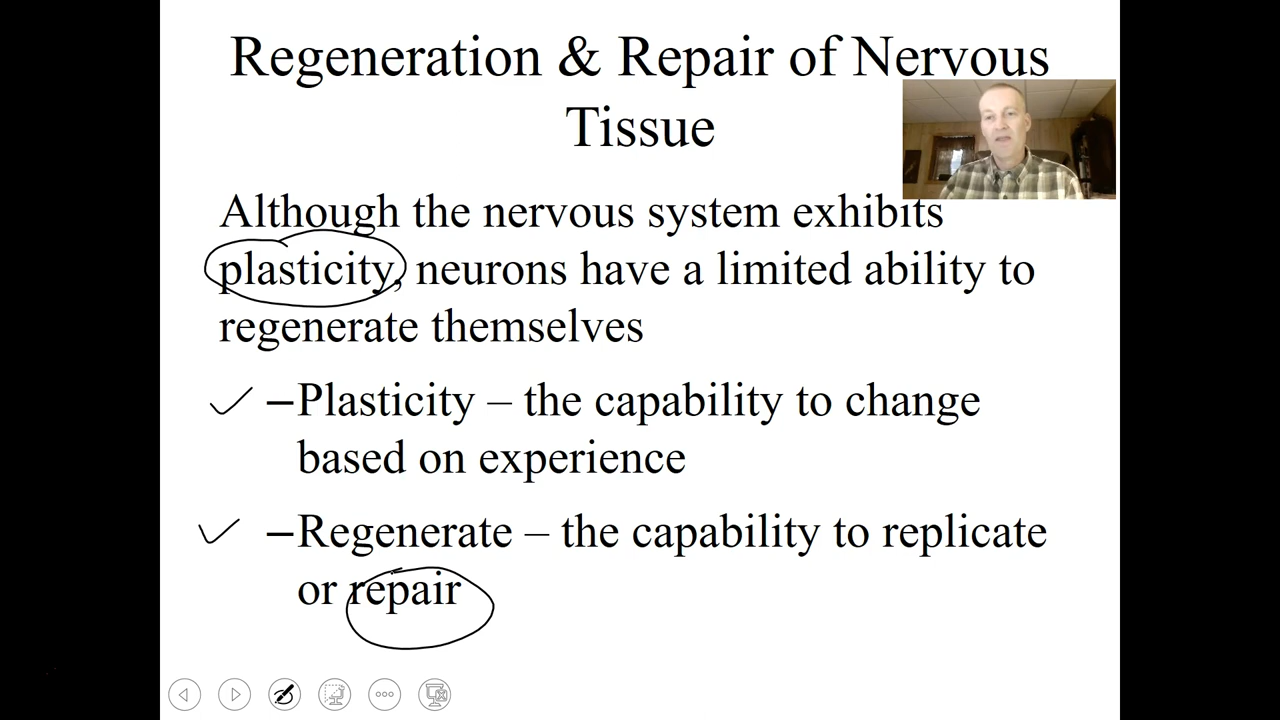 Regeneration & Repair of Nervous
Tissue
Although the nervous system exhibits
plasticity, neurons have a limited ability to
regenerate themselves
–Plasticity – the capability to change
based on experience
–Regenerate – the capability to replicate
or repair